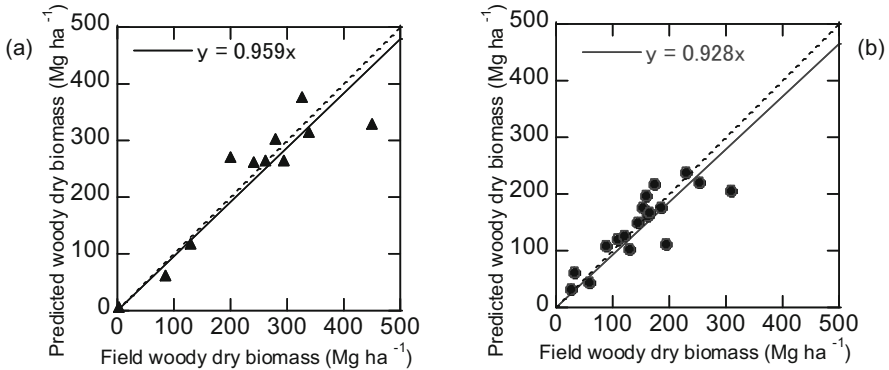 (a)
Predicted woody dry biomass (Mg ha⁻¹)
500
400
300
200
100
0
y = 0.959x
0 100 200 300 400 500
Field woody dry biomass (Mg ha⁻¹)
(b)
Predicted woody dry biomass (Mg ha⁻¹)
500
400
300
200
100
0
y = 0.928x
0 100 200 300 400 500
Field woody dry biomass (Mg ha⁻¹)